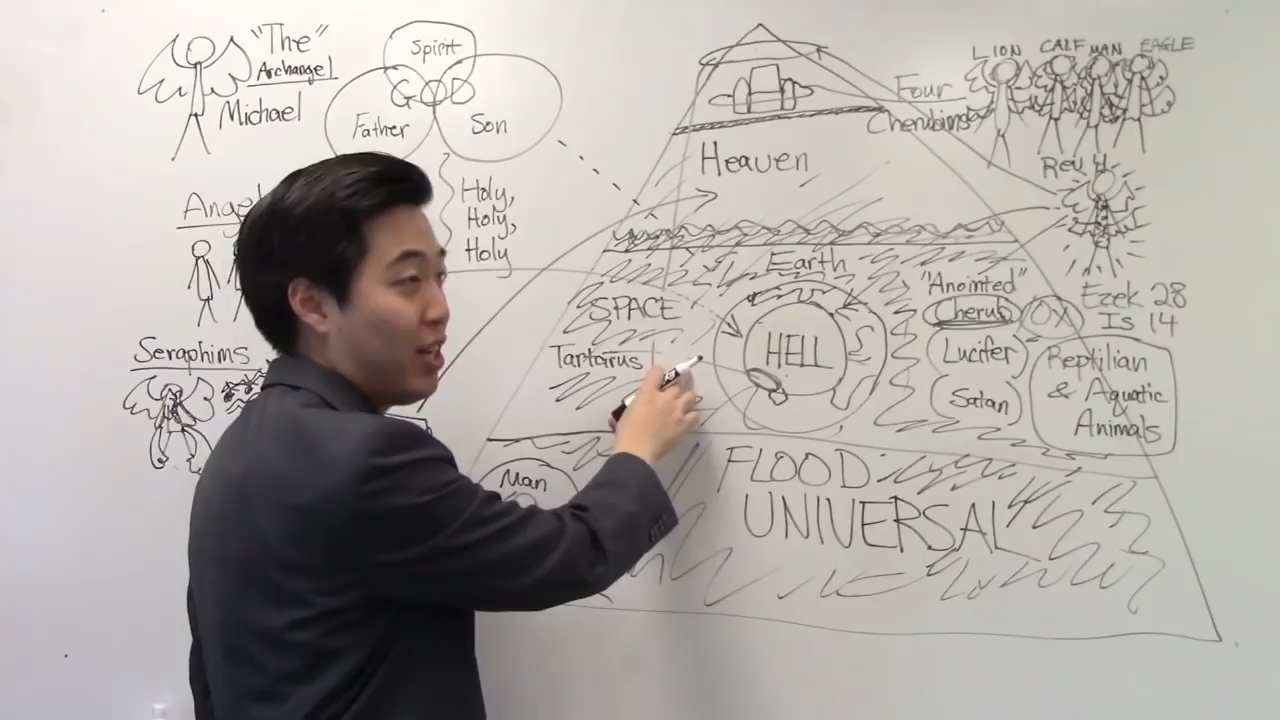 "The"
Archangel
Michael
Spirit
GOD
Father
Son
Holy,
Holy,
Holy
Angel
Seraphims
Heaven
Earth
SPACE
Tartarus
HELL
Man
FLOOD
UNIVERSAL
LION CALF MAN EAGLE
Four
Cherubims
Rev 4
"Anointed"
Cherub
OX
Lucifer
Satan
Ezek 28
Is 14
Reptilian
& Aquatic
Animals